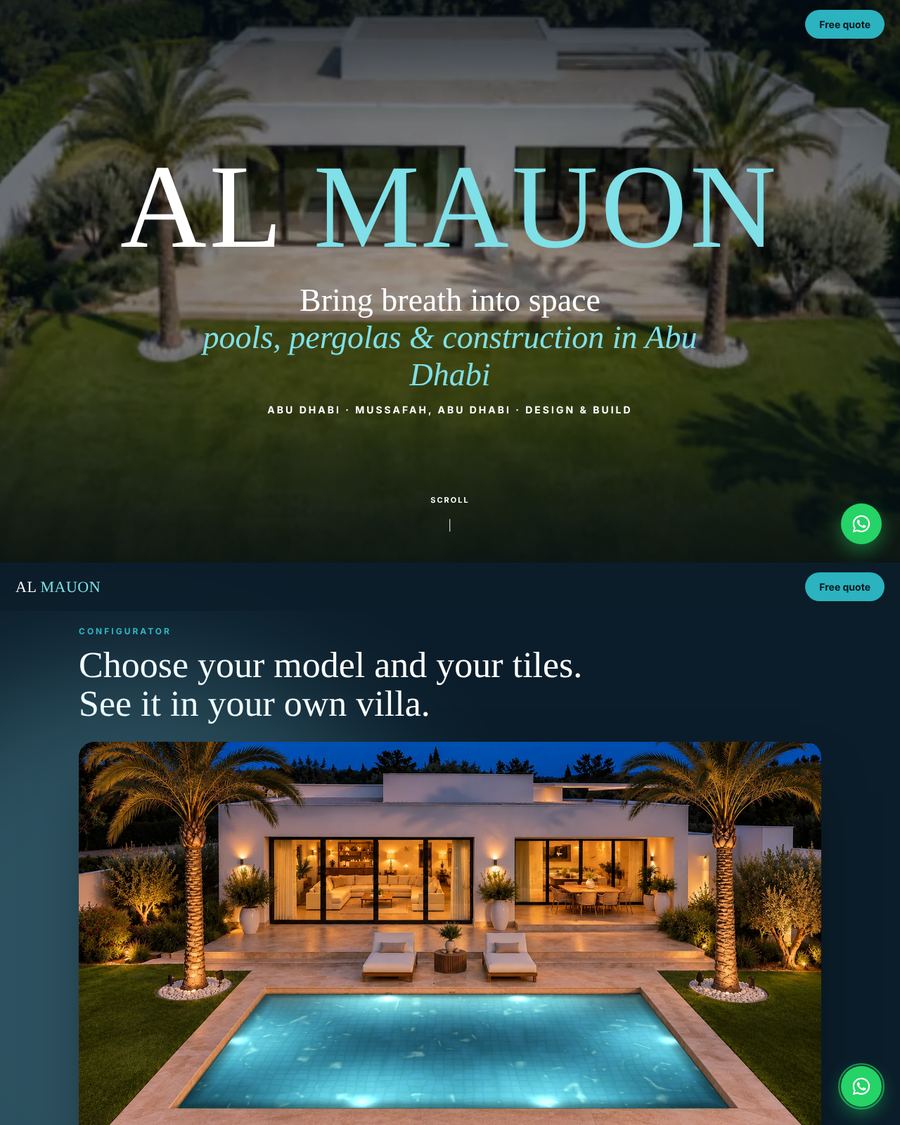 Free quote
AL MAUON
Bring breath into space
pools, pergolas & construction in Abu
Dhabi
ABU DHABI · MUSSAFAH, ABU DHABI · DESIGN & BUILD
SCROLL
AL MAUON
Free quote
CONFIGURATOR
Choose your model and your tiles.
See it in your own villa.